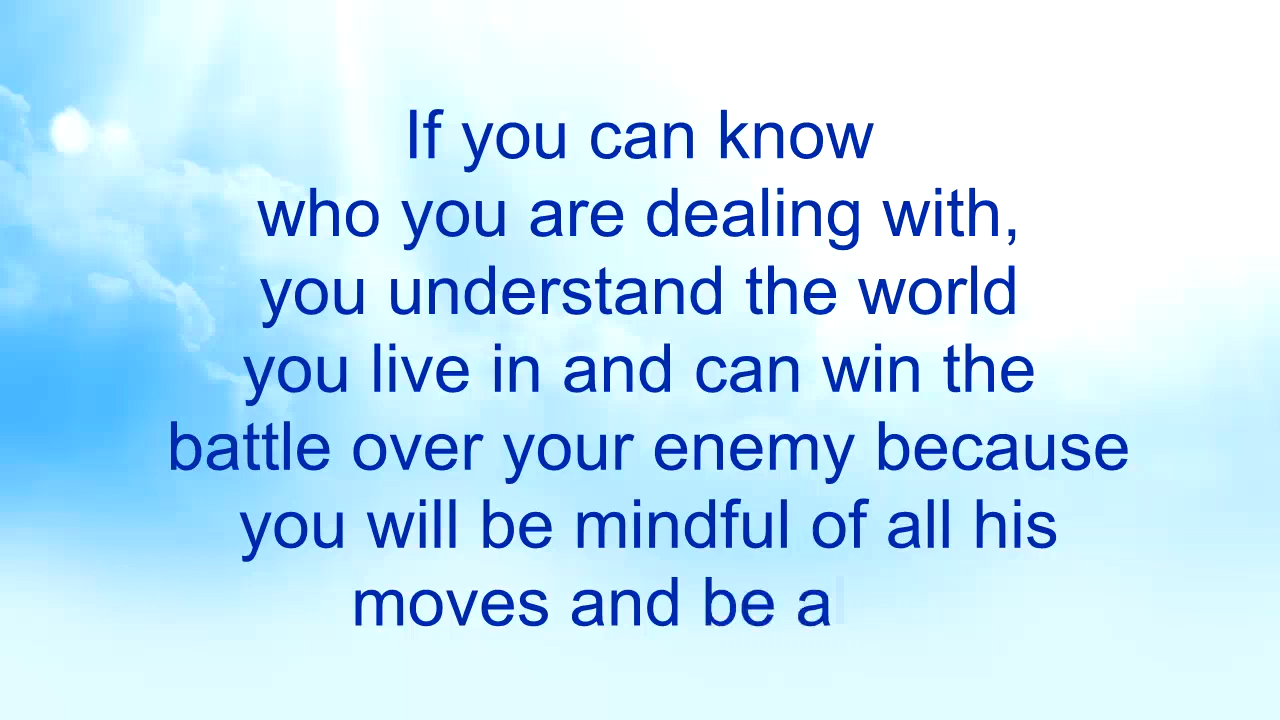 If you can know
who you are dealing with,
you understand the world
you live in and can win the
battle over your enemy because
you will be mindful of all his
moves and be al